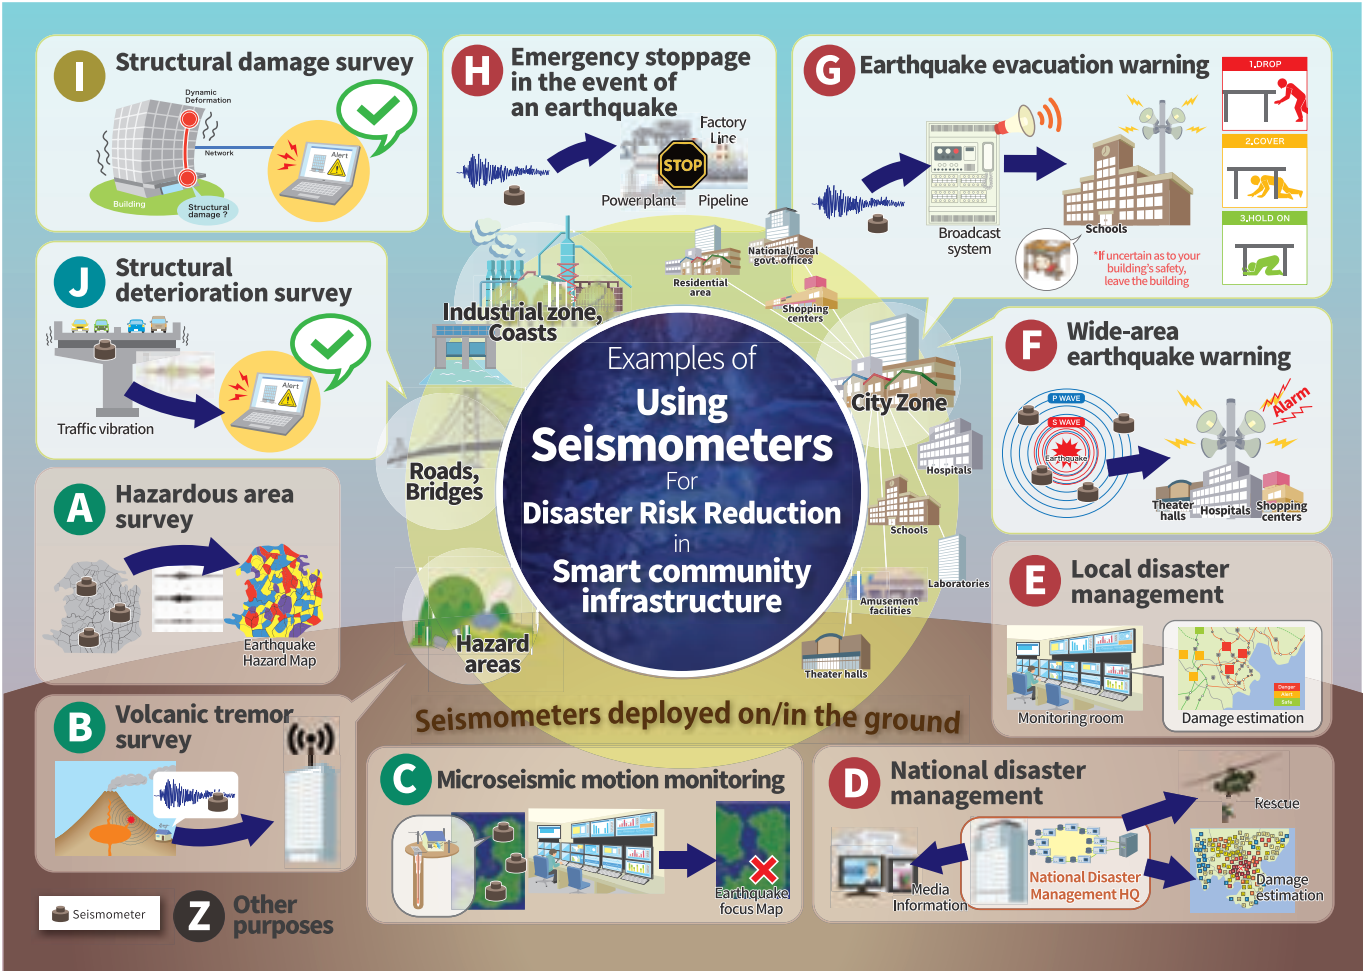 I
Structural damage survey
Dynamic
Deformation
Network
Alert
Building
Structural
damage ?
H
Emergency stoppage
in the event of
an earthquake
Factory
Line
STOP
Power plant
Pipeline
G
Earthquake evacuation warning
Broadcast
system
Schools
*If uncertain as to your
building's safety,
leave the building
1.DROP
2.COVER
3.HOLD ON
J
Structural
deterioration survey
Alert
Traffic vibration
Industrial zone,
Coasts
Residential
area
National/Local
govt. offices
Shopping
centers
City Zone
Hospitals
Schools
Laboratories
Amusement
facilities
Theater halls
Roads,
Bridges
Hazard
areas
Examples of
Using
Seismometers
For
Disaster Risk Reduction
in
Smart community
infrastructure
Seismometers deployed on/in the ground
F
Wide-area
earthquake warning
P WAVE
S WAVE
Earthquake
Alarm
Theater
halls
Hospitals
Shopping
centers
A
Hazardous area
survey
Earthquake
Hazard Map
E
Local disaster
management
Monitoring room
Danger
Alert
Safe
Damage estimation
B
Volcanic tremor
survey
C
Microseismic motion monitoring
Earthquake
focus Map
D
National disaster
management
Rescue
Media
Information
National Disaster
Management HQ
Damage
estimation
Seismometer
Z
Other
purposes